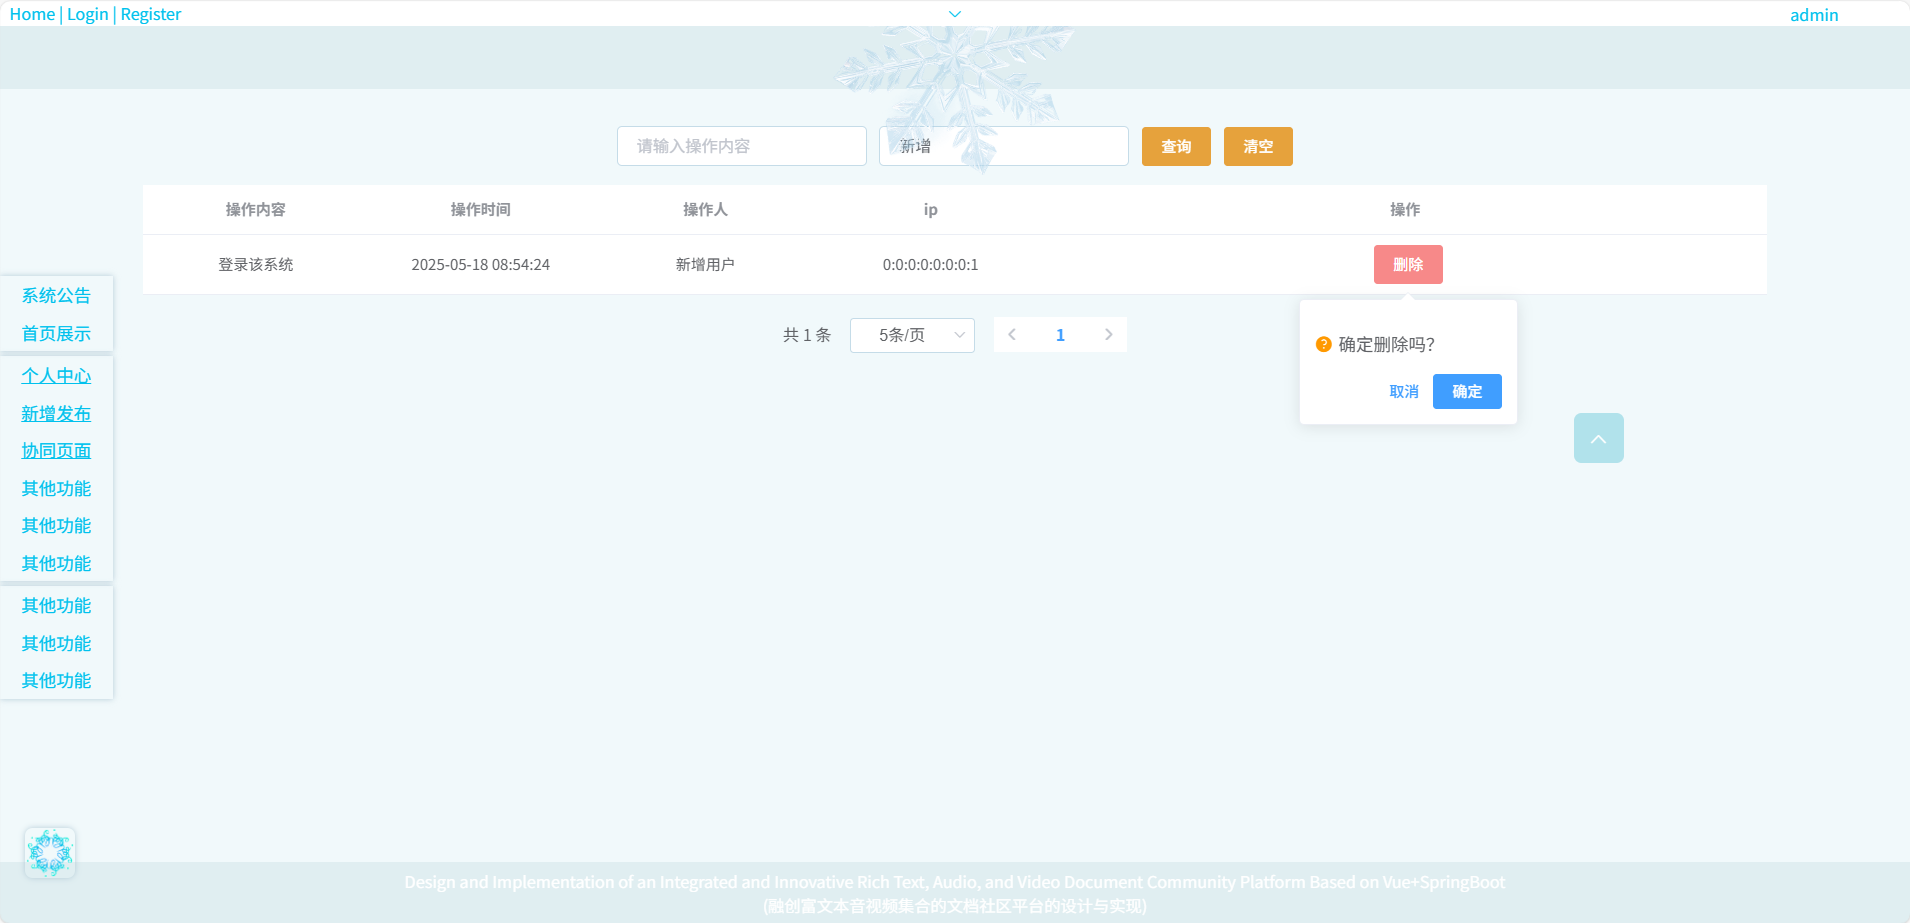 Home | Login | Register
admin
请输入操作内容
新增
查询
清空
操作内容 操作时间 操作人 ip 操作
登录该系统 2025-05-18 08:54:24 新增用户 0:0:0:0:0:0:0:1 删除
共 1 条 5条/页 1
确定删除吗?
取消 确定
系统公告
首页展示
个人中心
新增发布
协同页面
其他功能
其他功能
其他功能
其他功能
其他功能
其他功能
Design and Implementation of an Integrated and Innovative Rich Text, Audio, and Video Document Community Platform Based on Vue+SpringBoot
(融创富文本音视频集合的文档社区平台的设计与实现)